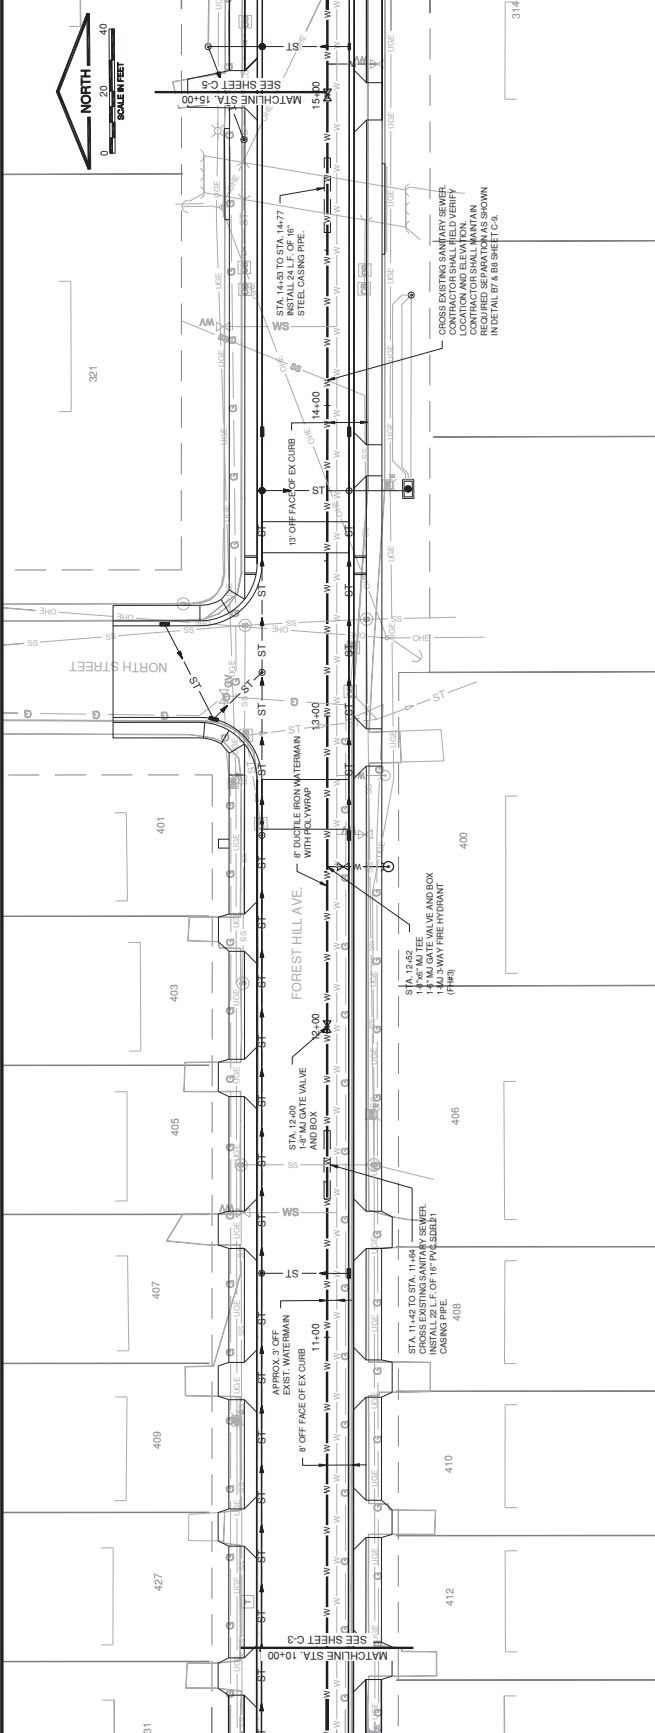 NORTH
0 20 40
SCALE IN FEET
MATCHLINE STA. 15+00
SEE SHEET C-5
15+00
314
321
STA. 14+53 TO STA. 14+77
INSTALL 24 L.F. OF 16"
STEEL CASING PIPE.
CROSS EXISTING SANITARY SEWER.
CONTRACTOR SHALL FIELD VERIFY
LOCATION AND ELEVATION.
CONTRACTOR SHALL MAINTAIN
REQUIRED SEPARATION AS SHOWN
IN DETAIL B7 & B8 SHEET C-9.
14+00
13' OFF FACE OF EX CURB
NORTH STREET
13+00
8" DUCTILE IRON WATERMAIN
WITH POLYWRAP
FOREST HILL AVE.
401
400
STA. 12+52
1-8"x6" MJ TEE
1-6" MJ GATE VALVE AND BOX
1-MJ 3-WAY FIRE HYDRANT
(FH#3)
403
12+00
STA. 12+00
1-8" MJ GATE VALVE
AND BOX
405
406
STA. 11+42 TO STA. 11+64
CROSS EXISTING SANITARY SEWER.
INSTALL 22 L.F. OF 16" PVC SDR 21
CASING PIPE.
407
408
11+00
APPROX. 3' OFF
EXIST. WATERMAIN
8' OFF FACE OF EX CURB
409
410
427
412
SEE SHEET C-3
MATCHLINE STA. 10+00
31